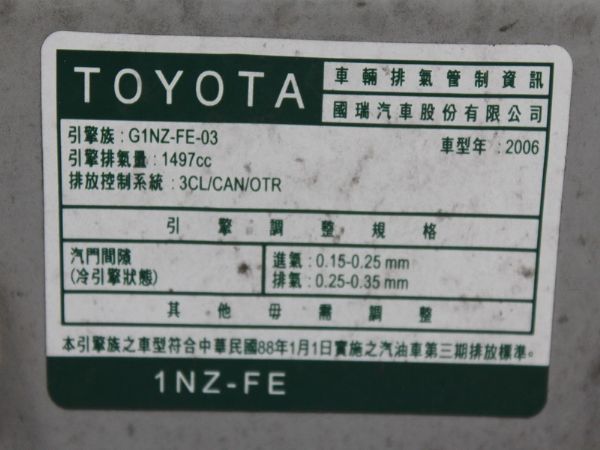 TOYOTA
車輛排氣管制資訊
國瑞汽車股份有限公司
引擎族 : G1NZ-FE-03
車型年 : 2006
引擎排氣量 : 1497cc
排放控制系統 : 3CL/CAN/OTR
引擎調整規格
汽門間隙
(冷引擎狀態)
進氣 : 0.15-0.25 mm
排氣 : 0.25-0.35 mm
其他毋需調整
本引擎族之車型符合中華民國88年1月1日實施之汽油車第三期排放標準。
1NZ-FE